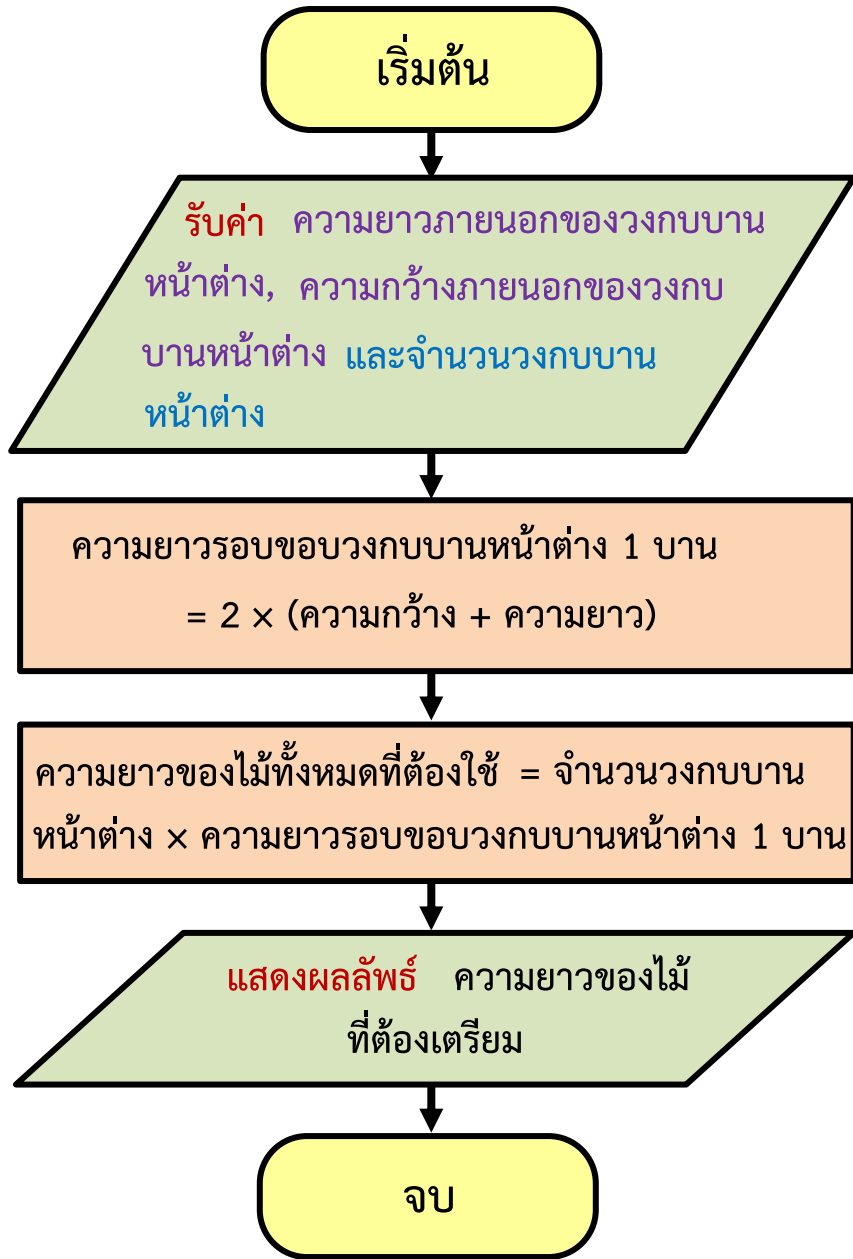 เริ่มต้น
รับค่า ความยาวภายนอกของวงกบบาน
หน้าต่าง, ความกว้างภายนอกของวงกบ
บานหน้าต่าง และจำนวนวงกบบาน
หน้าต่าง
ความยาวรอบขอบวงกบบานหน้าต่าง 1 บาน
= 2 × (ความกว้าง + ความยาว)
ความยาวของไม้ทั้งหมดที่ต้องใช้ = จำนวนวงกบบาน
หน้าต่าง × ความยาวรอบขอบวงกบบานหน้าต่าง 1 บาน
แสดงผลลัพธ์ ความยาวของไม้
ที่ต้องเตรียม
จบ